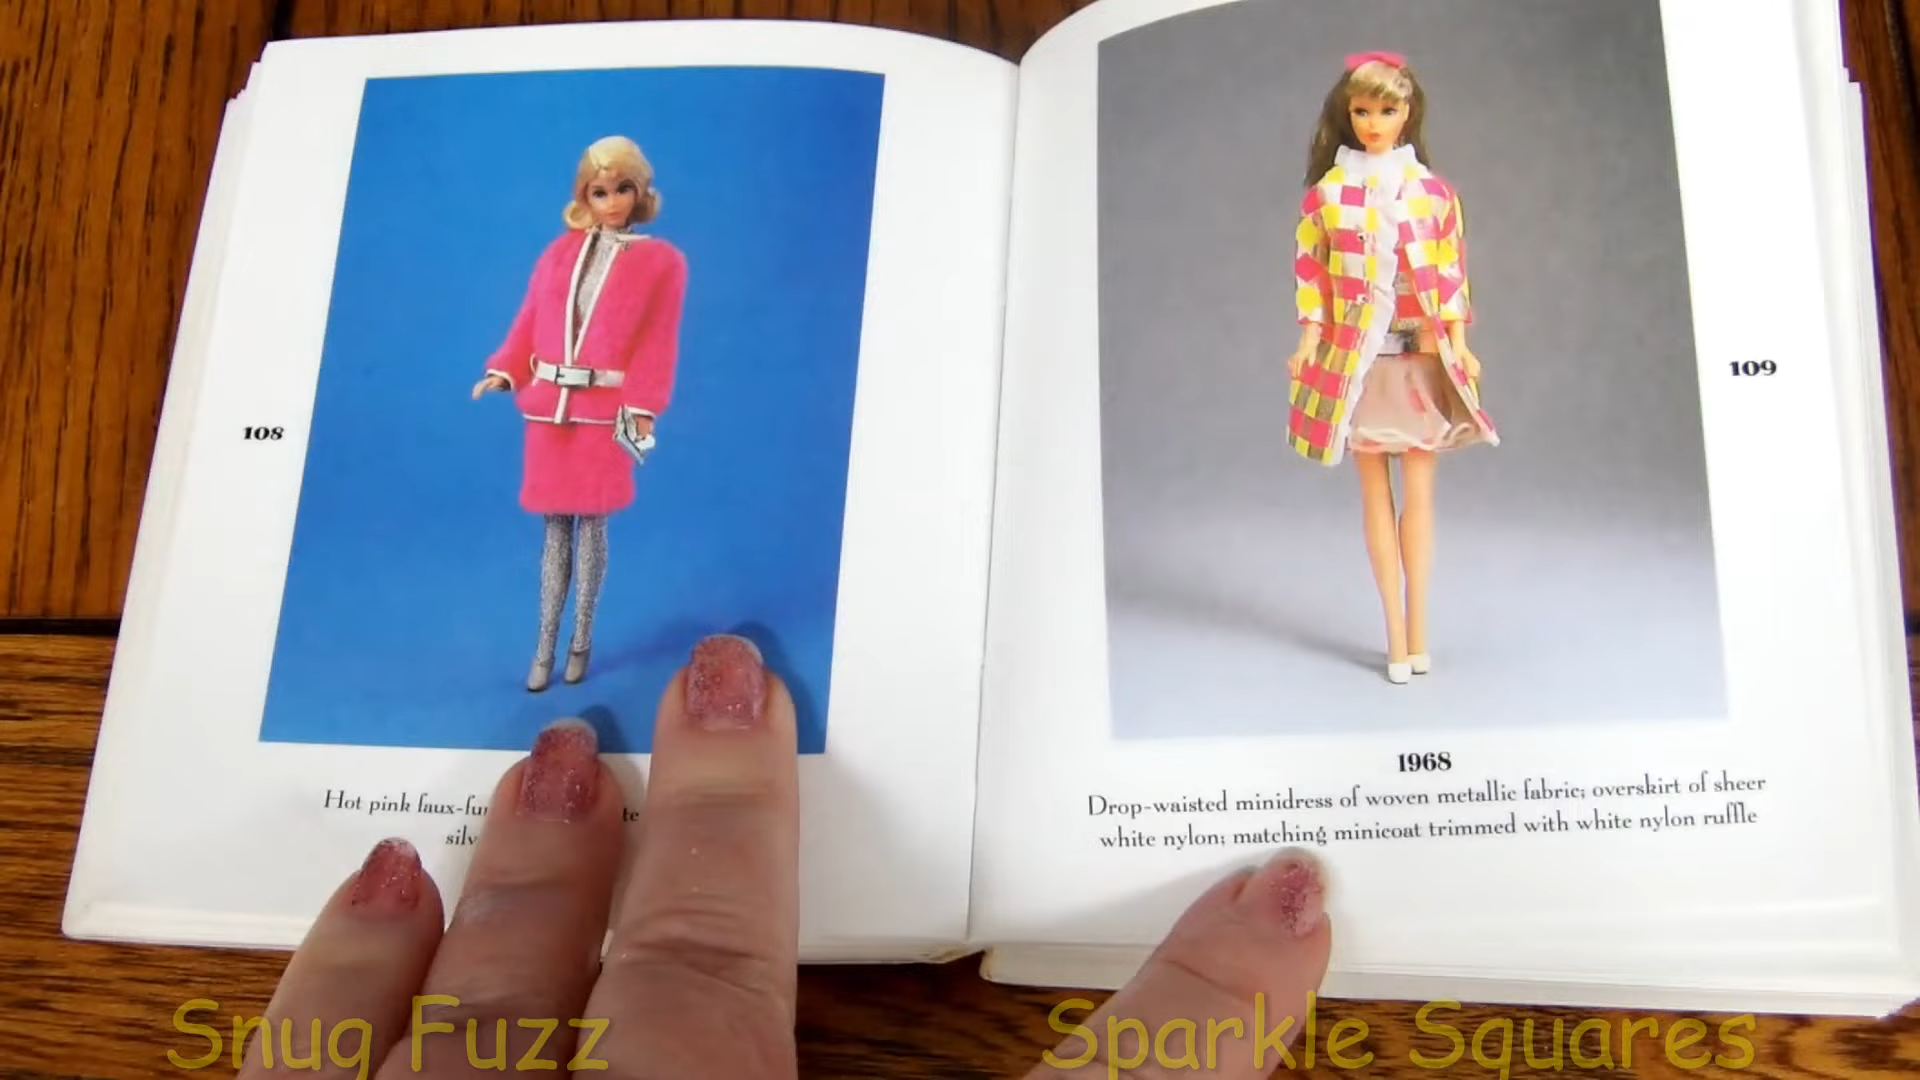 108
Hot pink faux-fur
silv
109
1968
Drop-waisted minidress of woven metallic fabric; overskirt of sheer
white nylon; matching minicoat trimmed with white nylon ruffle
Snug Fuzz
Sparkle Squares